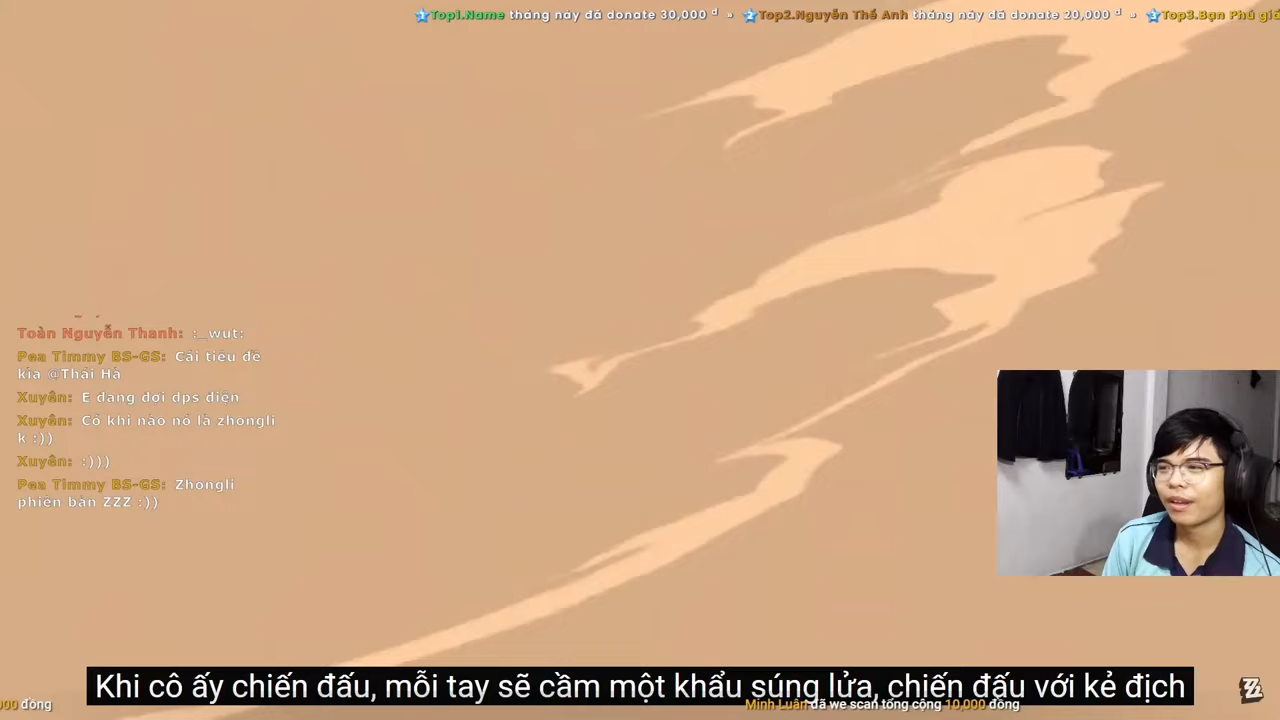 Top1.Name tháng này đã donate 30,000 đ » Top2.Nguyễn Thế Anh tháng này đã donate 20,000 đ » Top3.Bạn Phú
Toàn Nguyễn Thanh: :_wut:
Pea Timmy BS-GS: Cái tiêu đề
kìa @Thái Hà
Xuyên: E đang đợi dps điện
Xuyên: Có khi nào nó là zhongli
k :))
Xuyên: :)))
Pea Timmy BS-GS: Zhongli
phiên bản ZZZ :))
Khi cô ấy chiến đấu, mỗi tay sẽ cầm một khẩu súng lửa, chiến đấu với kẻ địch
đồng Minh Luân đã we scan tổng cộng 10,000 đồng